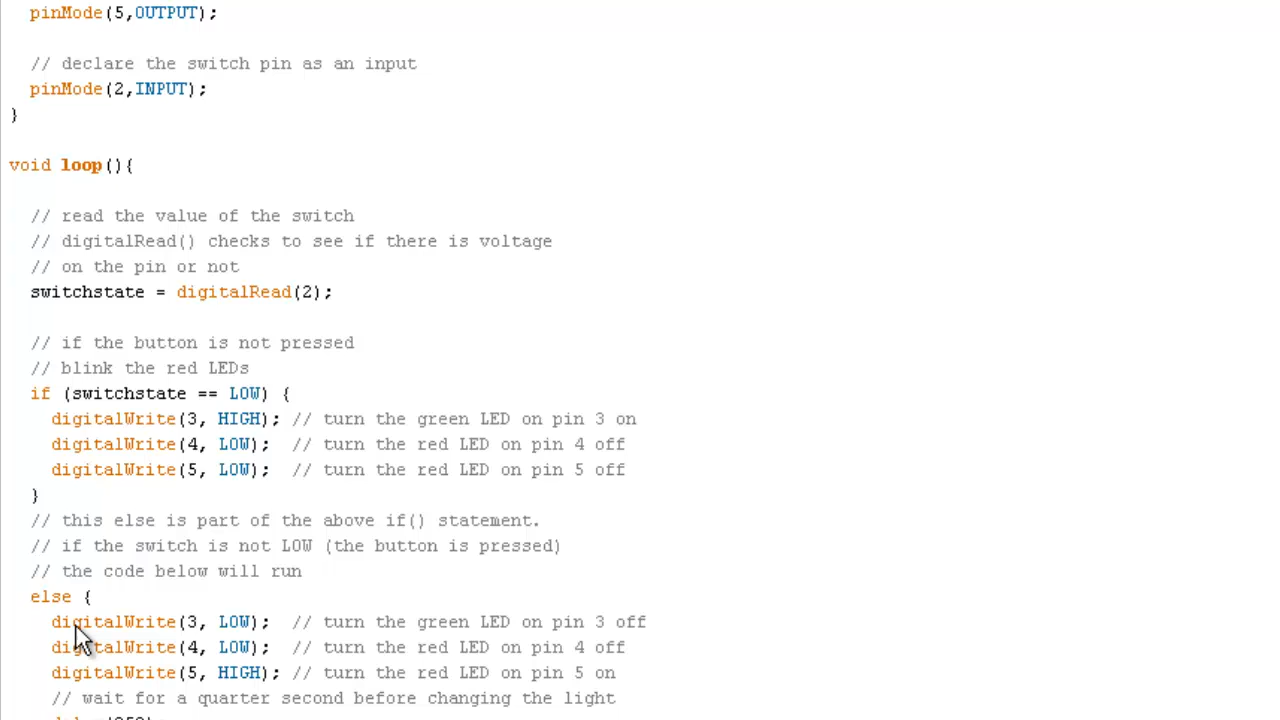 pinMode(5,OUTPUT);
// declare the switch pin as an input
pinMode(2,INPUT);
}
void loop(){
// read the value of the switch
// digitalRead() checks to see if there is voltage
// on the pin or not
switchstate = digitalRead(2);
// if the button is not pressed
// blink the red LEDs
if (switchstate == LOW) {
digitalWrite(3, HIGH); // turn the green LED on pin 3 on
digitalWrite(4, LOW);  // turn the red LED on pin 4 off
digitalWrite(5, LOW);  // turn the red LED on pin 5 off
}
// this else is part of the above if() statement.
// if the switch is not LOW (the button is pressed)
// the code below will run
else {
digitalWrite(3, LOW);  // turn the green LED on pin 3 off
digitalWrite(4, LOW);  // turn the red LED on pin 4 off
digitalWrite(5, HIGH); // turn the red LED on pin 5 on
// wait for a quarter second before changing the light